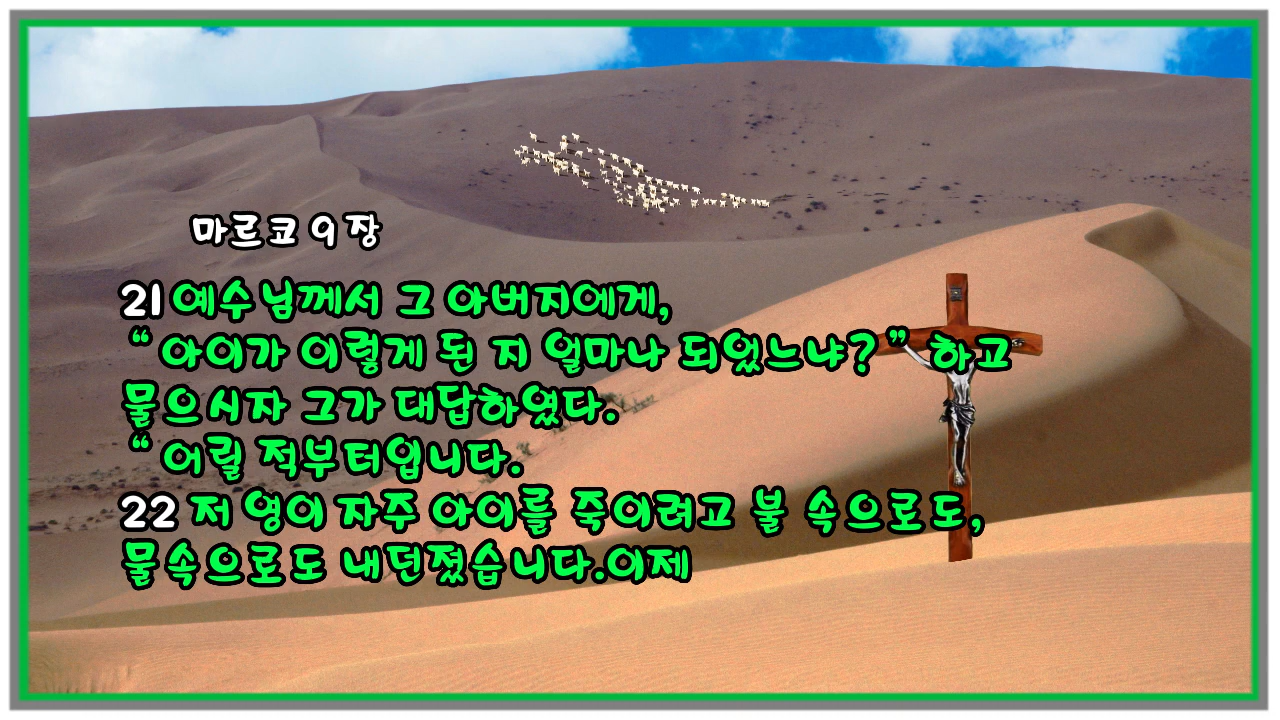 마르코 9장
21 예수님께서 그 아버지에게,
“아이가 이렇게 된 지 얼마나 되었느냐?” 하고
물으시자 그가 대답하였다.
“어릴 적부터입니다.
22 저 영이 자주 아이를 죽이려고 불 속으로도,
물속으로도 내던졌습니다.이제